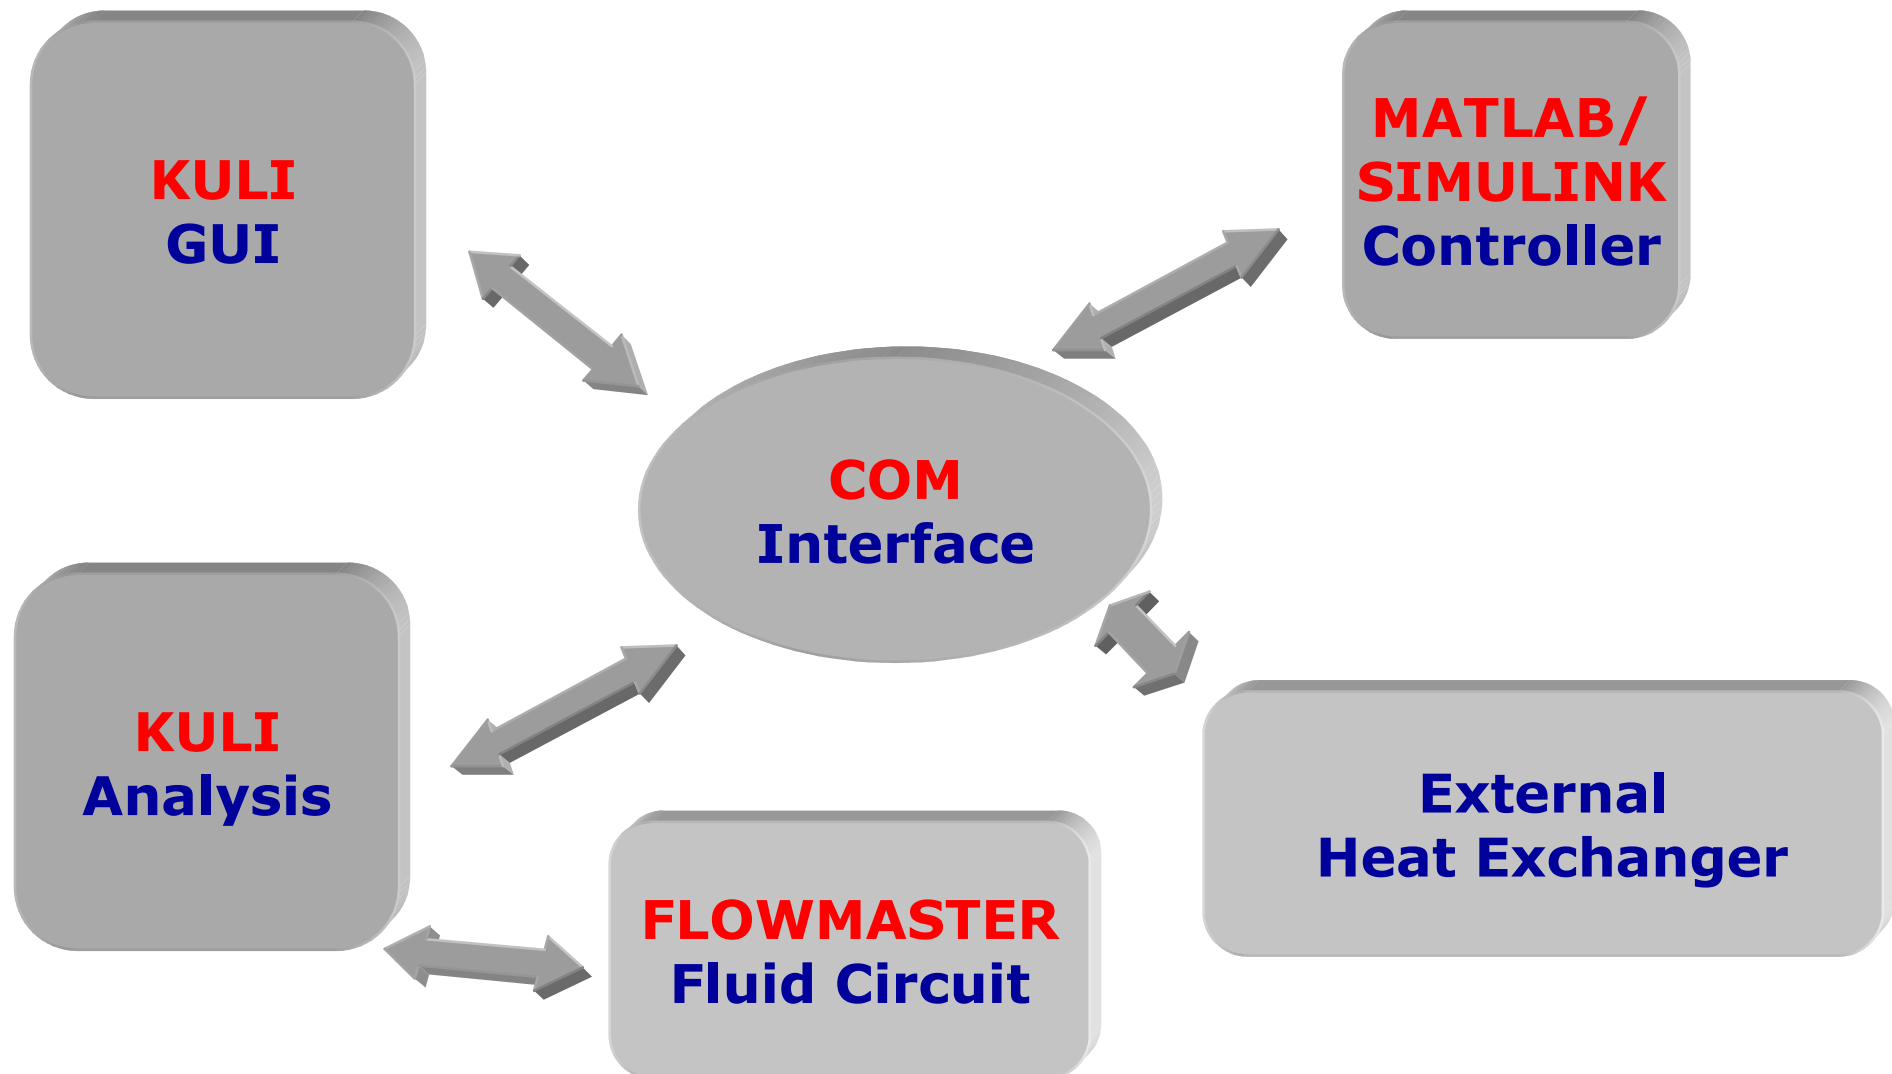 KULI
GUI
MATLAB/
SIMULINK
Controller
COM
Interface
KULI
Analysis
External
Heat Exchanger
FLOWMASTER
Fluid Circuit